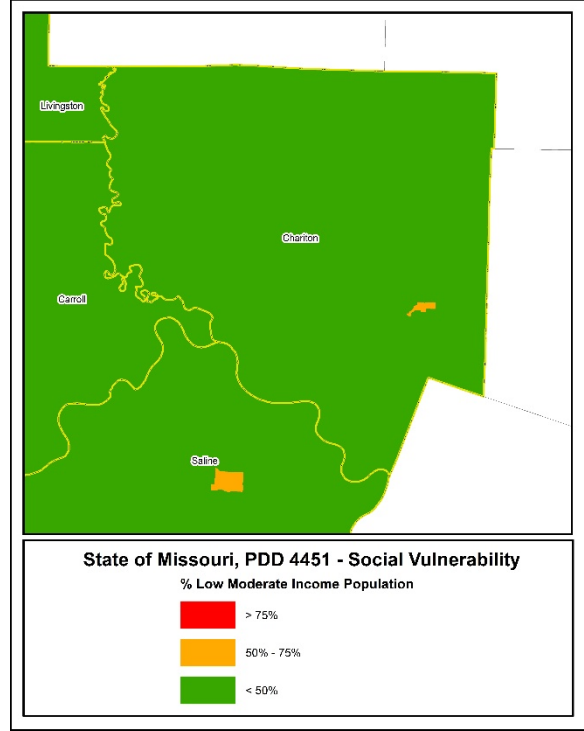 Livingston
Chariton
Carroll
Saline
State of Missouri, PDD 4451 - Social Vulnerability
% Low Moderate Income Population
> 75%
50% - 75%
< 50%